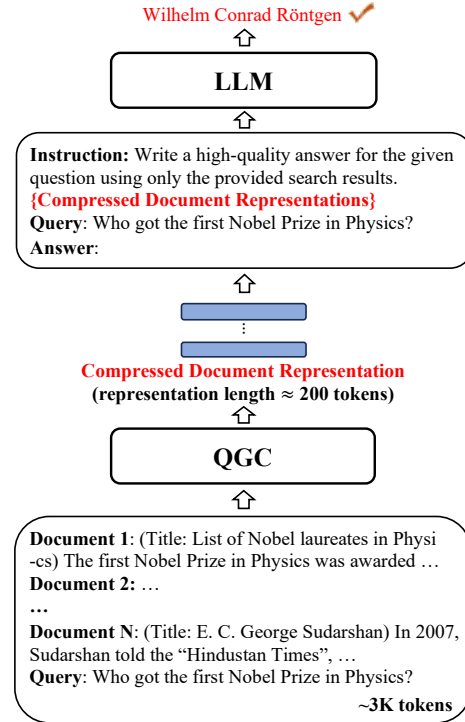 Wilhelm Conrad Röntgen
LLM
Instruction: Write a high-quality answer for the given
question using only the provided search results.
{Compressed Document Representations}
Query: Who got the first Nobel Prize in Physics?
Answer:
⋮
Compressed Document Representation
(representation length ≈ 200 tokens)
QGC
Document 1: (Title: List of Nobel laureates in Physi
-cs) The first Nobel Prize in Physics was awarded …
Document 2: …
…
Document N: (Title: E. C. George Sudarshan) In 2007,
Sudarshan told the “Hindustan Times”, …
Query: Who got the first Nobel Prize in Physics?
~3K tokens